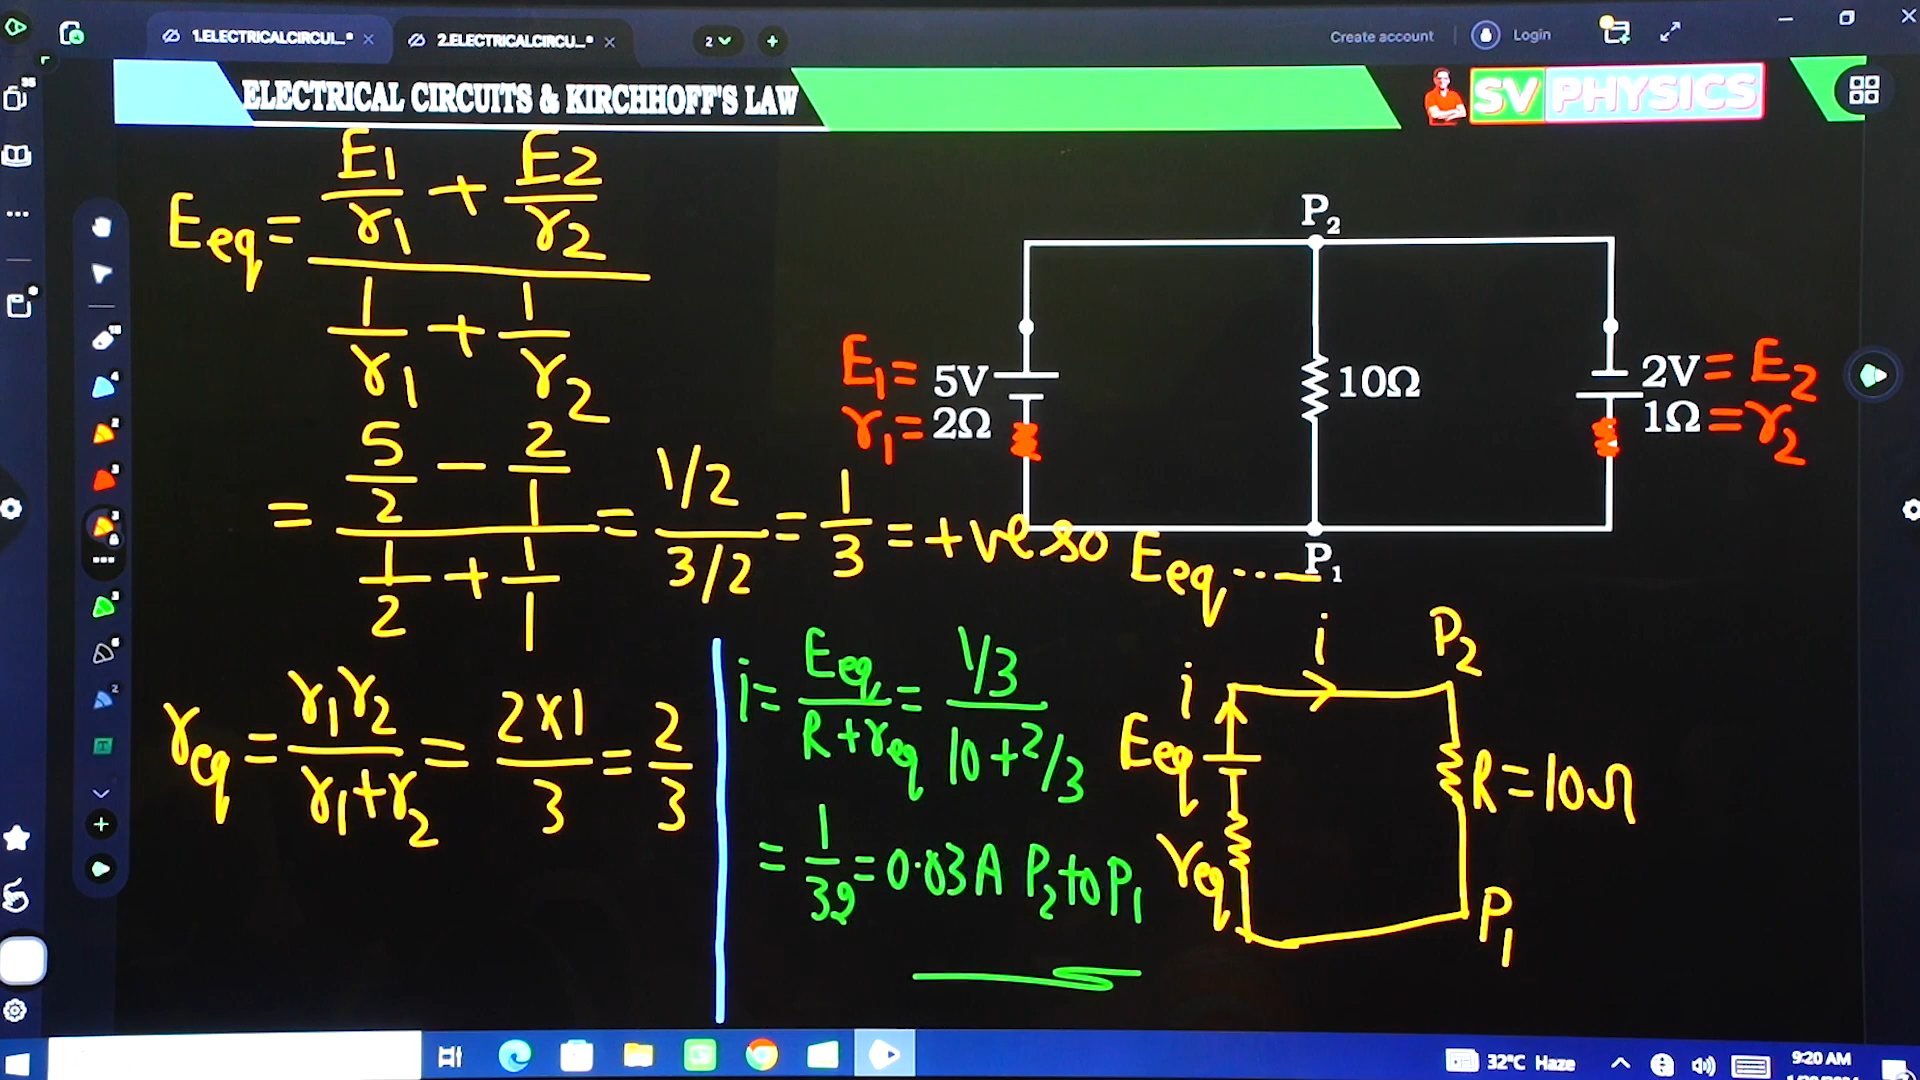 1.ELECTRICALCIRCUI...*
2.ELECTRICALCIRCU...*
2
Create account
Login
ELECTRICAL CIRCUITS & KIRCHHOFF'S LAW
SV PHYSICS
Eeq = (E1/r1 + E2/r2) / (1/r1 + 1/r2)
= (5/2 - 2/1) / (1/2 + 1/1) = (1/2)/(3/2) = 1/3 = +ve so Eeq
req = r1r2/(r1+r2) = 2x1/3 = 2/3
P2
E1 = 5V
r1 = 2Ω
10Ω
2V = E2
1Ω = r2
P1
i = Eeq/(R+req) = (1/3)/(10+2/3)
= 1/32 = 0.03A P2 to P1
i
i
P2
Eeq
req
R = 10Ω
P1
32°C Haze
9:20 AM